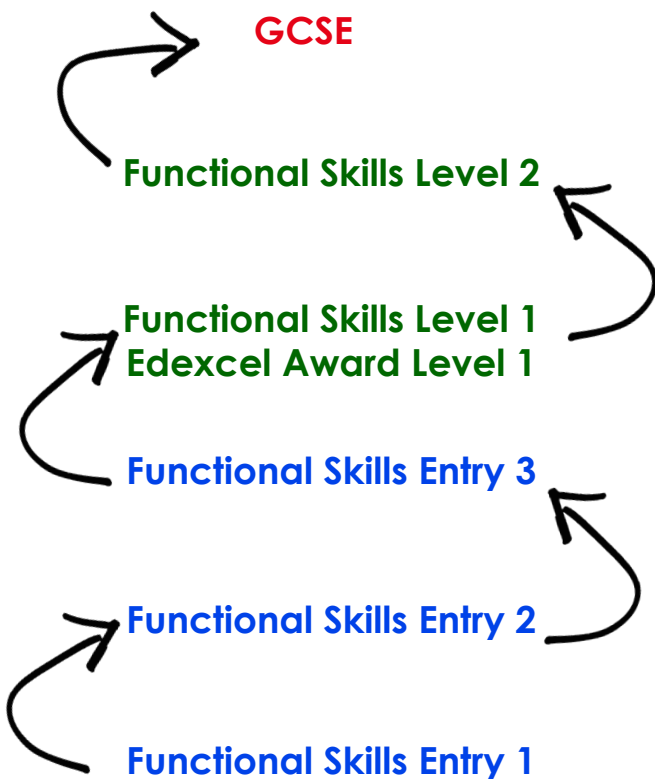 GCSE
Functional Skills Level 2
Functional Skills Level 1
Edexcel Award Level 1
Functional Skills Entry 3
Functional Skills Entry 2
Functional Skills Entry 1